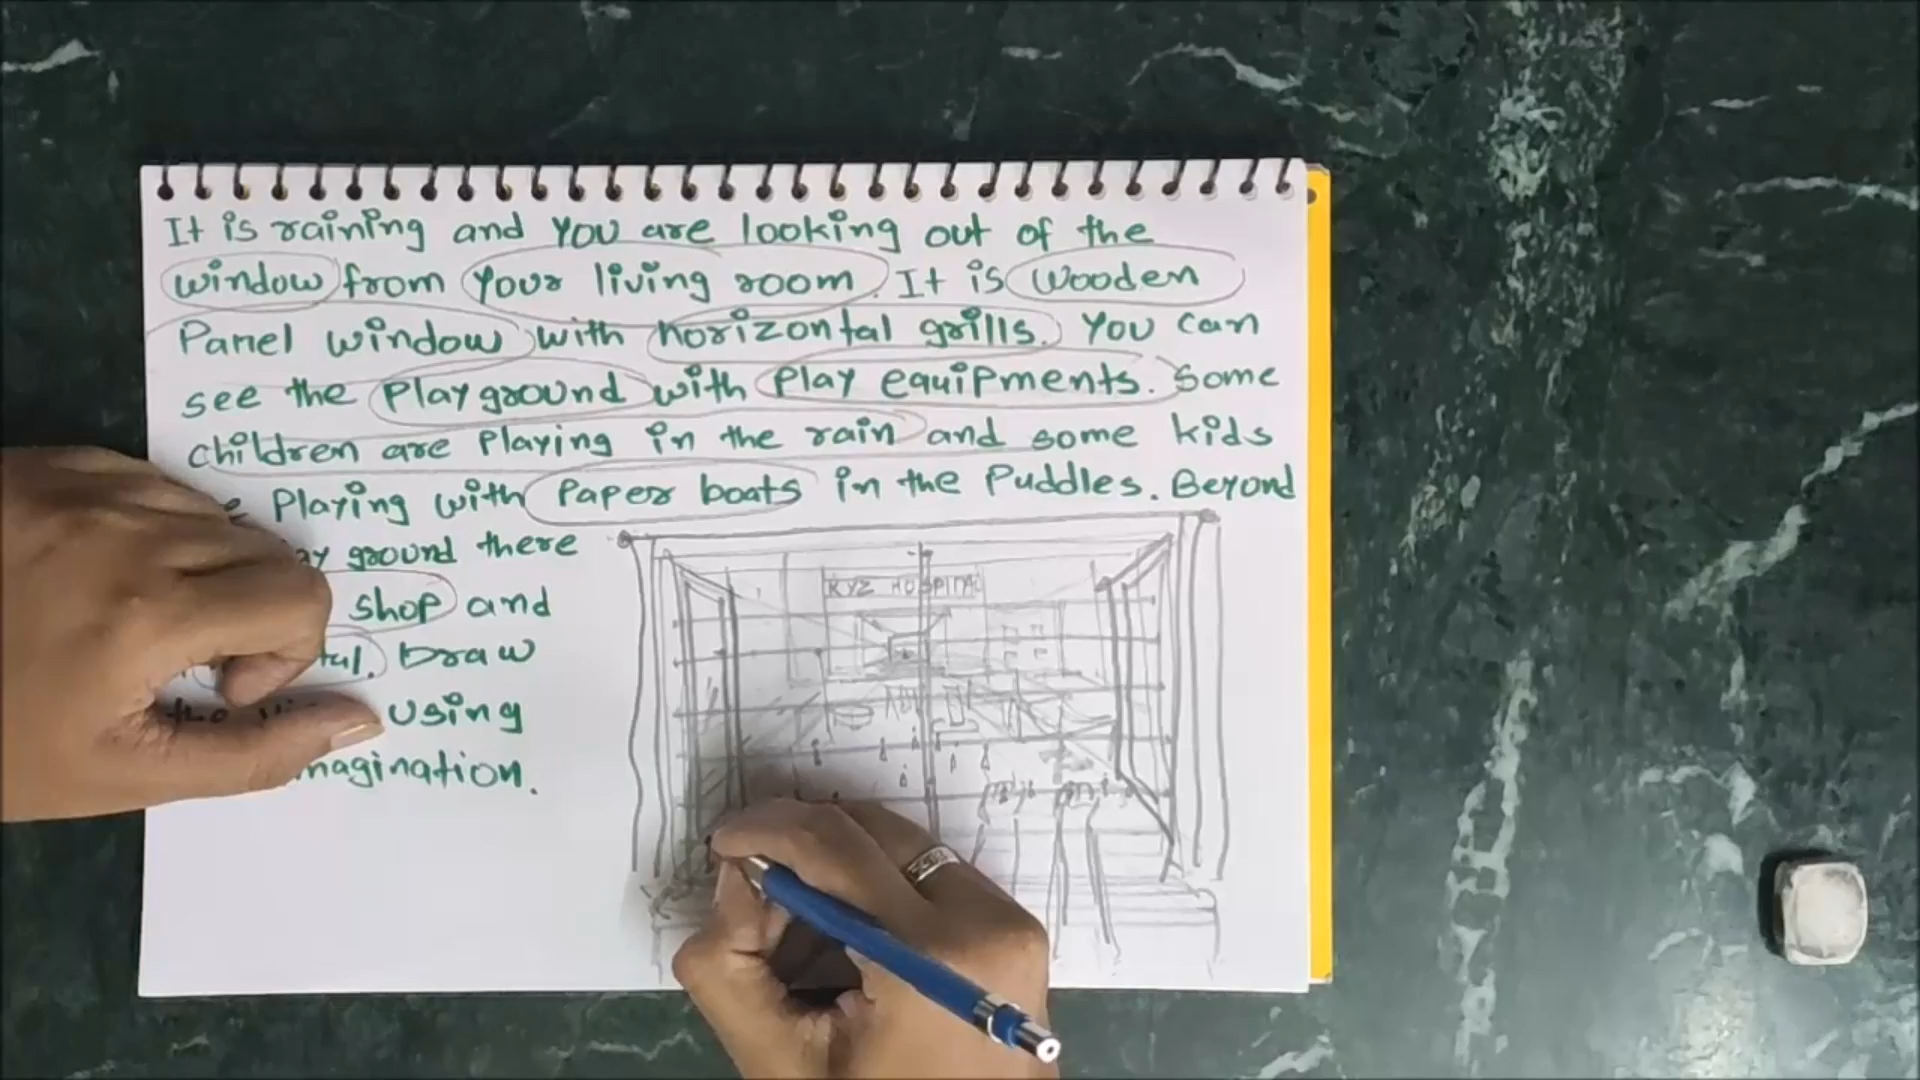 It is raining and you are looking out of the
window from your living room. It is wooden
Panel window with horizontal grills. You can
see the Playground with Play equipments. Some
children are Playing in the rain and some kids
Playing with Paper boats in the Puddles. Beyond
ground there
shop and
Draw
using
imagination.
XYZ HOSPITAL